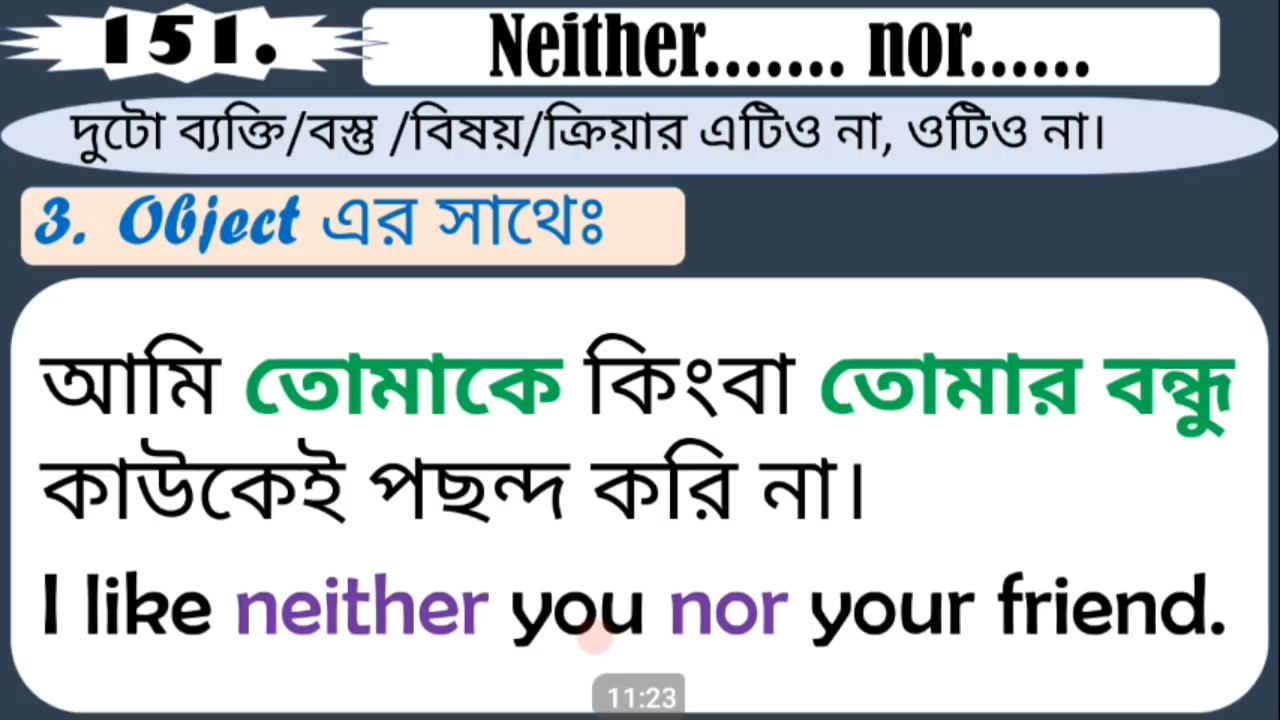 151.
Neither....... nor......
দুটো ব্যক্তি/বস্তু /বিষয়/ক্রিয়ার এটিও না, ওটিও না।
3. Object এর সাথেঃ
আমি তোমাকে কিংবা তোমার বন্ধু
কাউকেই পছন্দ করি না।
I like neither you nor your friend.
11:23